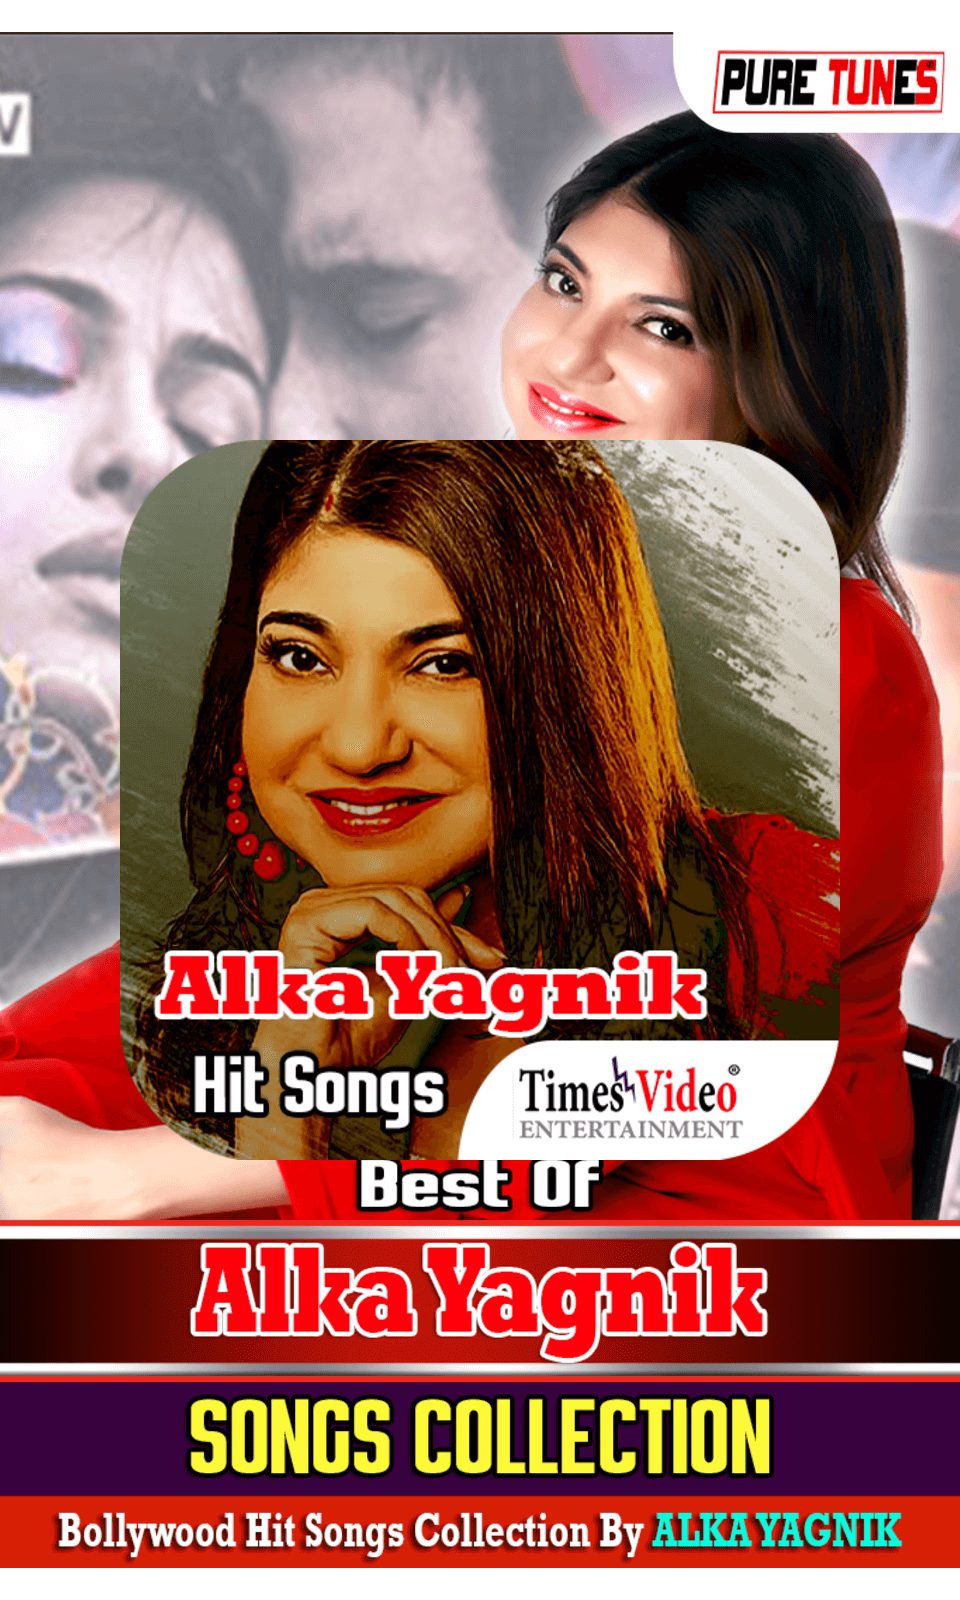 V
PURE TUNES®
Alka Yagnik
Hit Songs
Times Video®
ENTERTAINMENT
Best Of
Alka Yagnik
SONGS COLLECTION
Bollywood Hit Songs Collection By ALKA YAGNIK